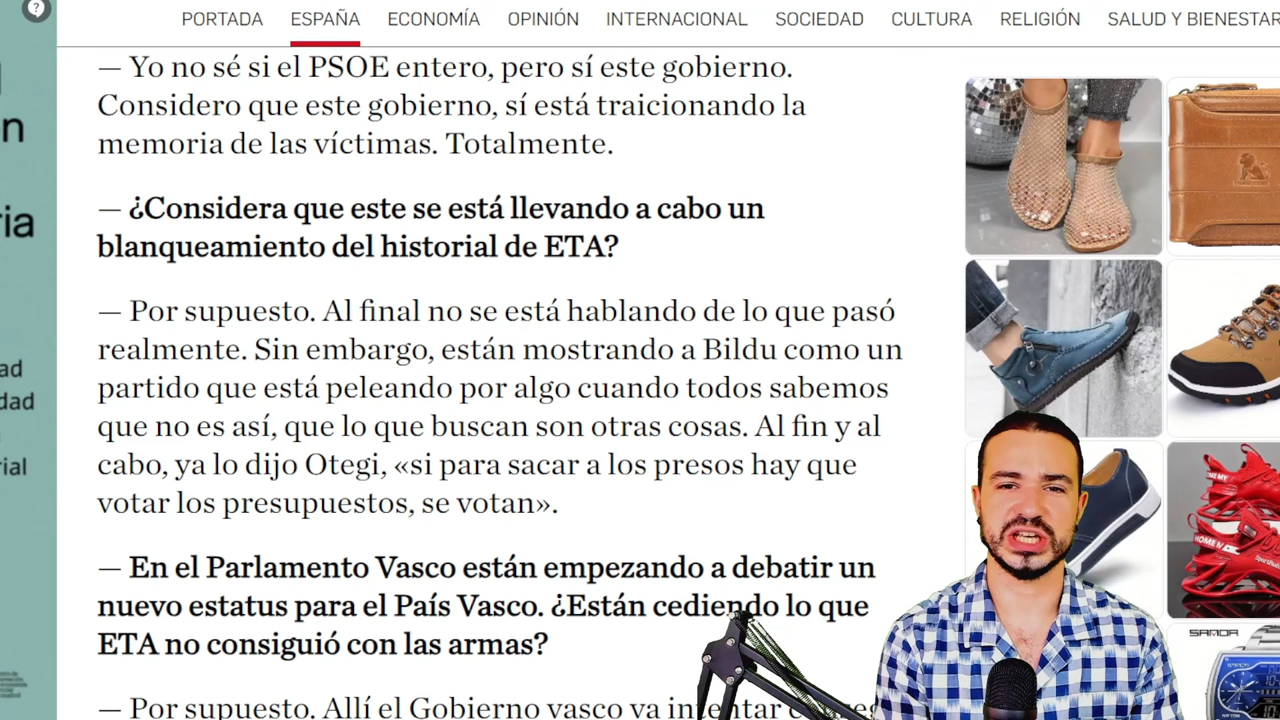 ?
PORTADA ESPAÑA ECONOMÍA OPINIÓN INTERNACIONAL SOCIEDAD CULTURA RELIGIÓN SALUD Y BIENESTAR
— Yo no sé si el PSOE entero, pero sí este gobierno.
Considero que este gobierno, sí está traicionando la
memoria de las víctimas. Totalmente.
— ¿Considera que este se está llevando a cabo un
blanqueamiento del historial de ETA?
— Por supuesto. Al final no se está hablando de lo que pasó
realmente. Sin embargo, están mostrando a Bildu como un
partido que está peleando por algo cuando todos sabemos
que no es así, que lo que buscan son otras cosas. Al fin y al
cabo, ya lo dijo Otegi, «si para sacar a los presos hay que
votar los presupuestos, se votan».
— En el Parlamento Vasco están empezando a debatir un
nuevo estatus para el País Vasco. ¿Están cediendo lo que
ETA no consiguió con las armas?
— Por supuesto. Allí el Gobierno vasco va intentar
n
ria
ad
dad
rial
SANDA